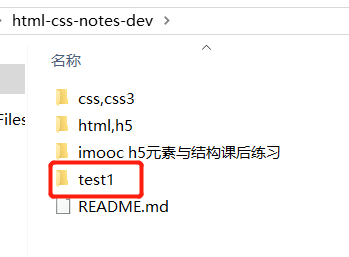 html-css-notes-dev
名称
css,css3
Files
html,h5
imooc h5元素与结构课后练习
test1
README.md